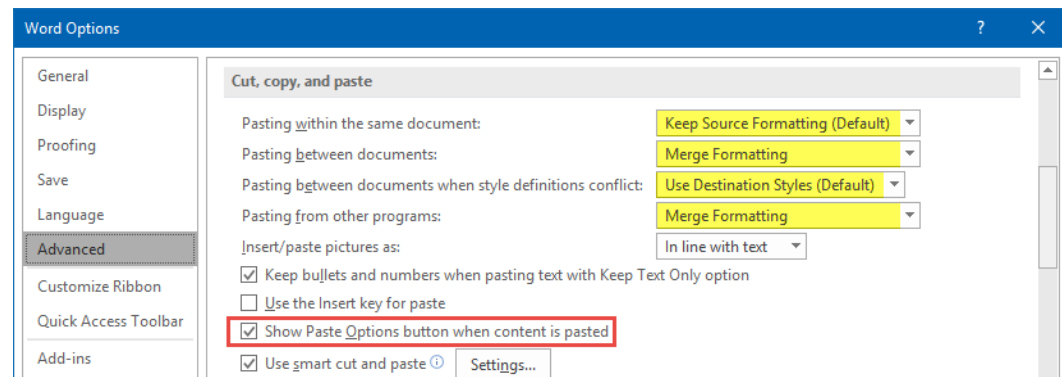 Word Options
General
Display
Proofing
Save
Language
Advanced
Customize Ribbon
Quick Access Toolbar
Add-ins
Cut, copy, and paste
Pasting within the same document: Keep Source Formatting (Default)
Pasting between documents: Merge Formatting
Pasting between documents when style definitions conflict: Use Destination Styles (Default)
Pasting from other programs: Merge Formatting
Insert/paste pictures as: In line with text
Keep bullets and numbers when pasting text with Keep Text Only option
Use the Insert key for paste
Show Paste Options button when content is pasted
Use smart cut and paste Settings...